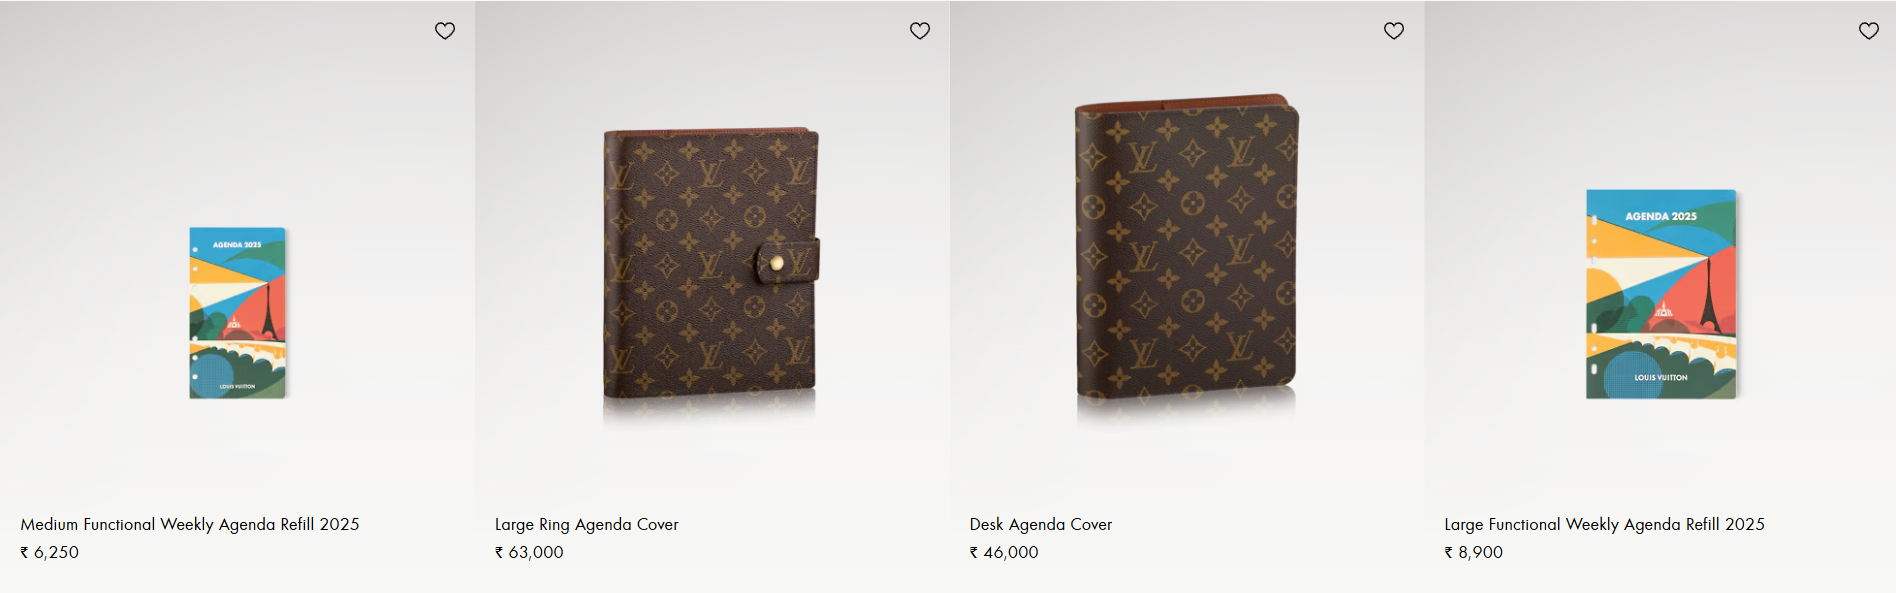 AGENDA 2025
LOUIS VUITTON
Medium Functional Weekly Agenda Refill 2025
₹ 6,250
Large Ring Agenda Cover
₹ 63,000
Desk Agenda Cover
₹ 46,000
AGENDA 2025
LOUIS VUITTON
Large Functional Weekly Agenda Refill 2025
₹ 8,900